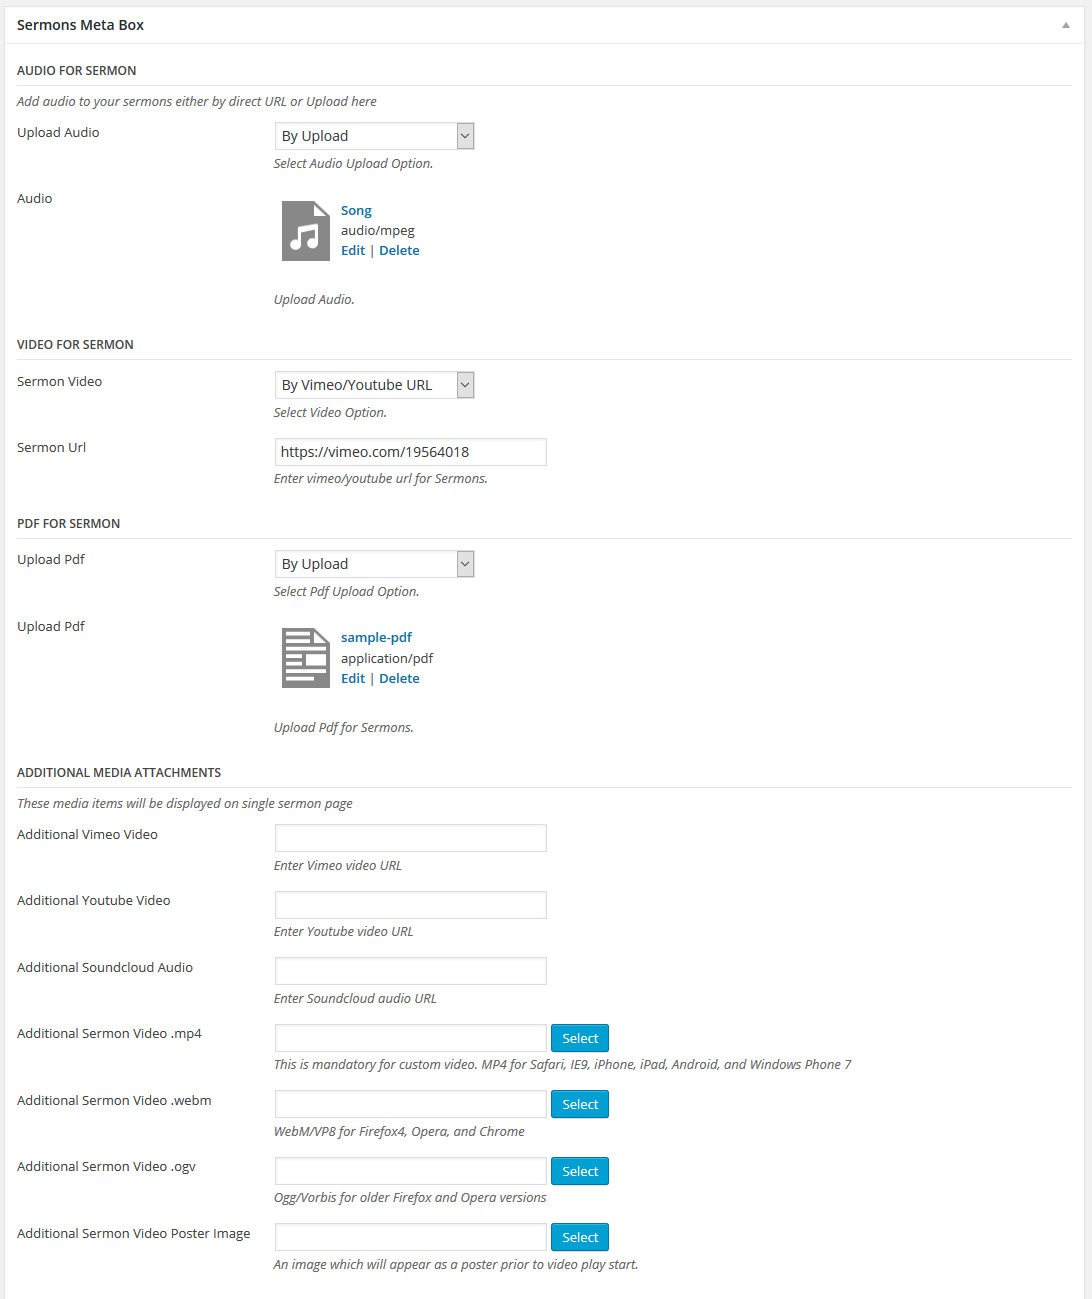 Sermons Meta Box
AUDIO FOR SERMON
Add audio to your sermons either by direct URL or Upload here
Upload Audio
By Upload
Select Audio Upload Option.
Audio
Song
audio/mpeg
Edit | Delete
Upload Audio.
VIDEO FOR SERMON
Sermon Video
By Vimeo/Youtube URL
Select Video Option.
Sermon Url
https://vimeo.com/19564018
Enter vimeo/youtube url for Sermons.
PDF FOR SERMON
Upload Pdf
By Upload
Select Pdf Upload Option.
Upload Pdf
sample-pdf
application/pdf
Edit | Delete
Upload Pdf for Sermons.
ADDITIONAL MEDIA ATTACHMENTS
These media items will be displayed on single sermon page
Additional Vimeo Video
Enter Vimeo video URL
Additional Youtube Video
Enter Youtube video URL
Additional Soundcloud Audio
Enter Soundcloud audio URL
Additional Sermon Video .mp4
Select
This is mandatory for custom video. MP4 for Safari, IE9, iPhone, iPad, Android, and Windows Phone 7
Additional Sermon Video .webm
Select
WebM/VP8 for Firefox4, Opera, and Chrome
Additional Sermon Video .ogv
Select
Ogg/Vorbis for older Firefox and Opera versions
Additional Sermon Video Poster Image
Select
An image which will appear as a poster prior to video play start.